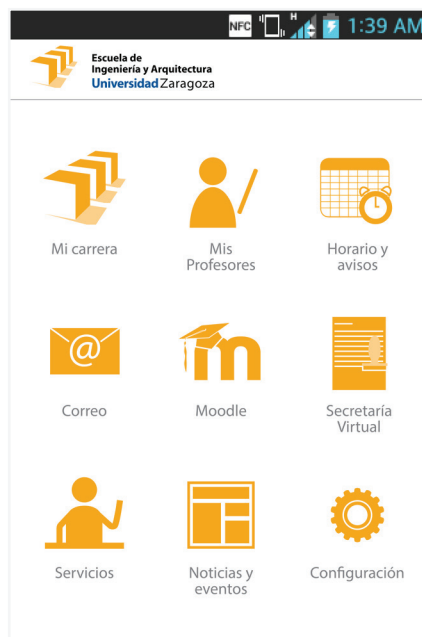 NFC H 1:39 AM
Escuela de
Ingeniería y Arquitectura
Universidad Zaragoza
Mi carrera
Mis
Profesores
Horario y
avisos
@
Correo
m
Moodle
Secretaría
Virtual
Servicios
Noticias y
eventos
Configuración